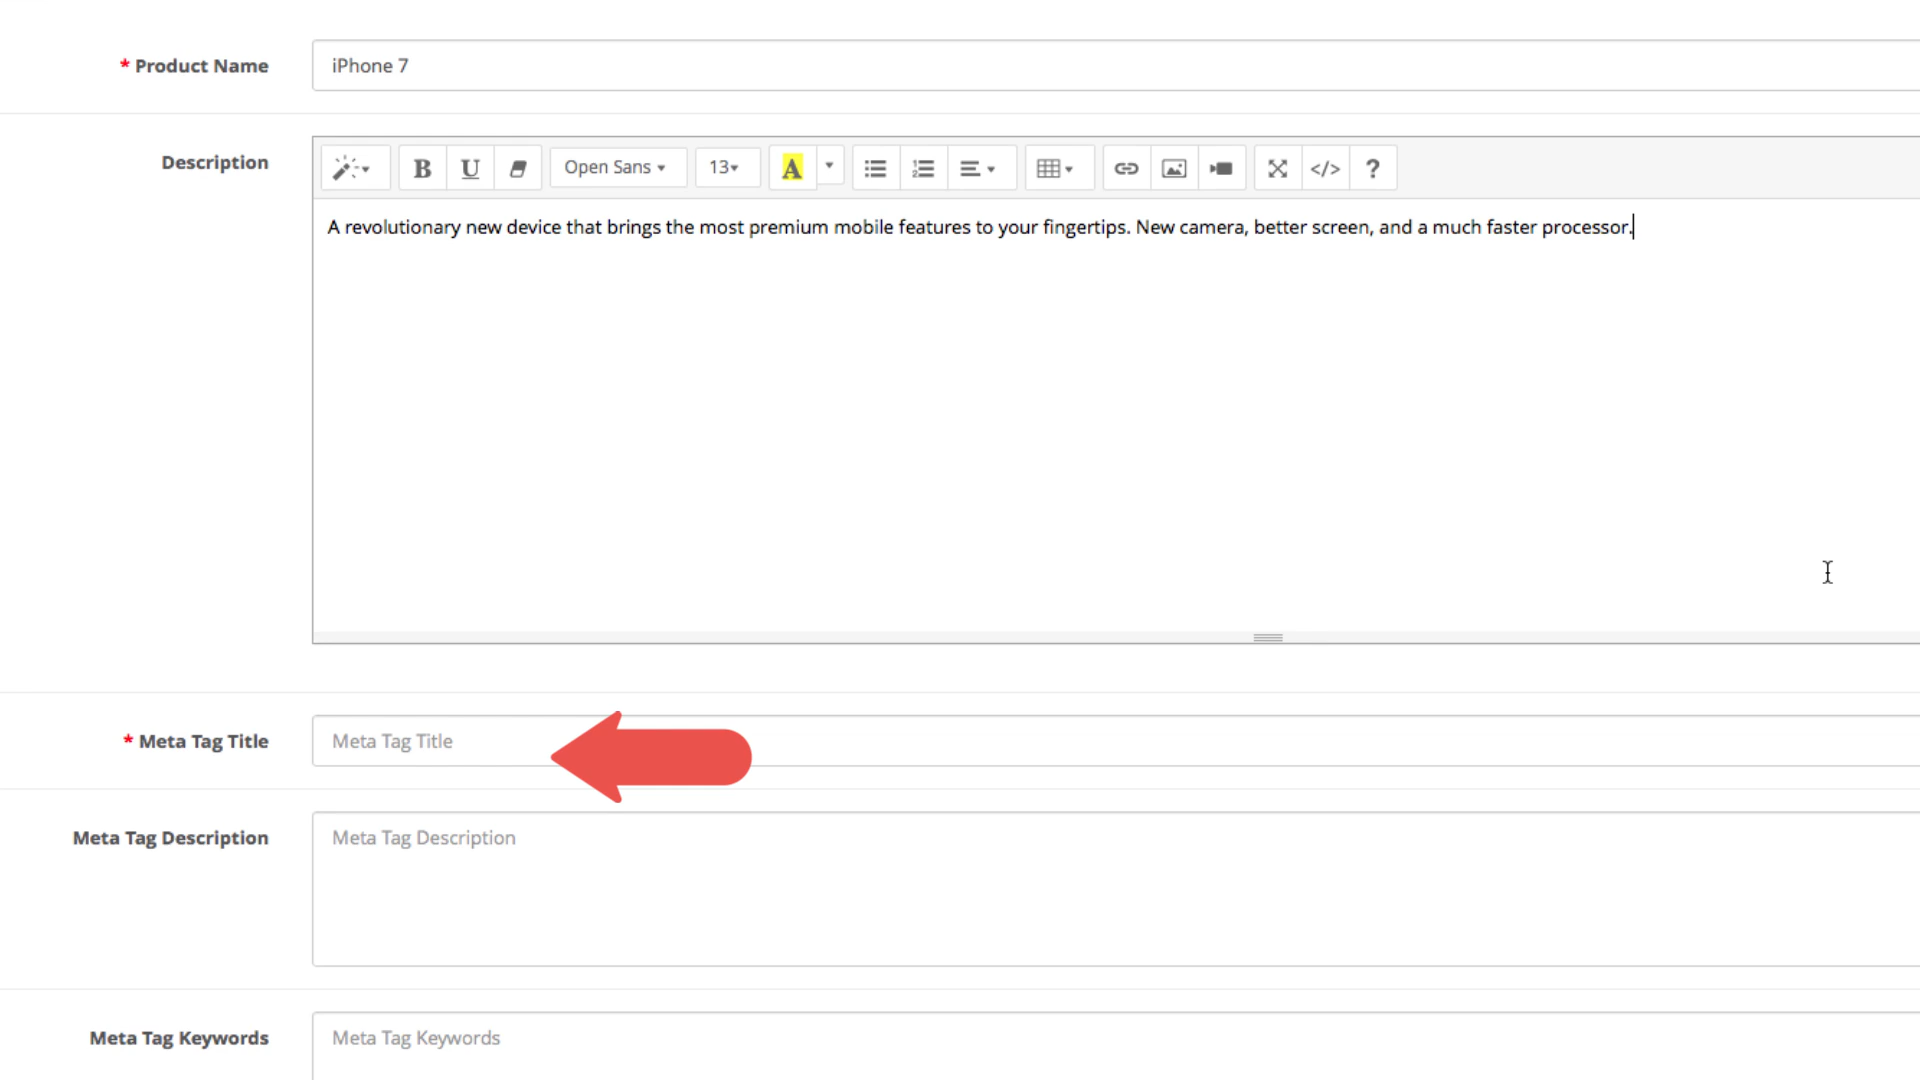 * Product Name
iPhone 7
Description
B U Open Sans 13 A </> ?
A revolutionary new device that brings the most premium mobile features to your fingertips. New camera, better screen, and a much faster processor.
* Meta Tag Title
Meta Tag Title
Meta Tag Description
Meta Tag Description
Meta Tag Keywords
Meta Tag Keywords